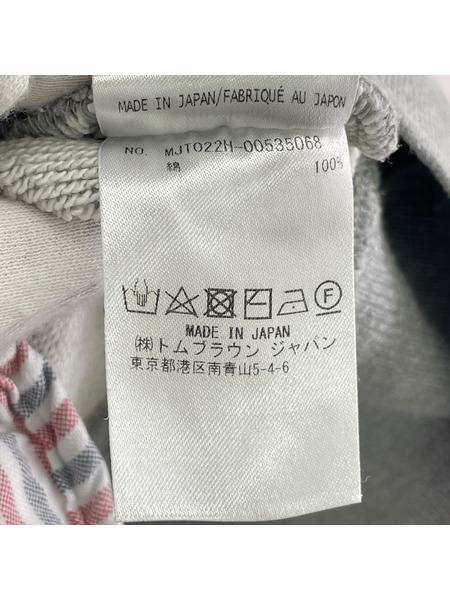 MADE IN JAPAN/FABRIQUÉ AU JAPON
NO. MJT022H-00535068
綿 100%
F
MADE IN JAPAN
(株)トムブラウン ジャパン
東京都港区南青山5-4-6